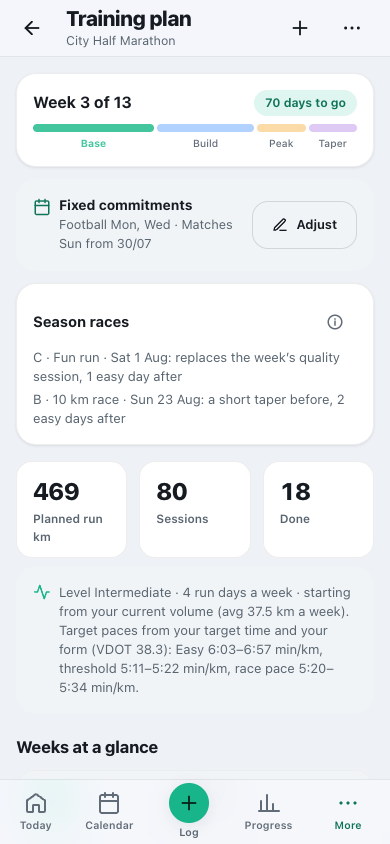 Training plan
City Half Marathon
Week 3 of 13
70 days to go
Base
Build
Peak
Taper
Fixed commitments
Football Mon, Wed · Matches
Sun from 30/07
Adjust
Season races
C · Fun run · Sat 1 Aug: replaces the week's quality
session, 1 easy day after
B · 10 km race · Sun 23 Aug: a short taper before, 2
easy days after
469
Planned run
km
80
Sessions
18
Done
Level Intermediate · 4 run days a week · starting
from your current volume (avg 37.5 km a week).
Target paces from your target time and your
form (VDOT 38.3): Easy 6:03–6:57 min/km,
threshold 5:11–5:22 min/km, race pace 5:20–
5:34 min/km.
Weeks at a glance
Today
Calendar
Log
Progress
More